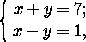 x + y = 7;
x − y = 1,